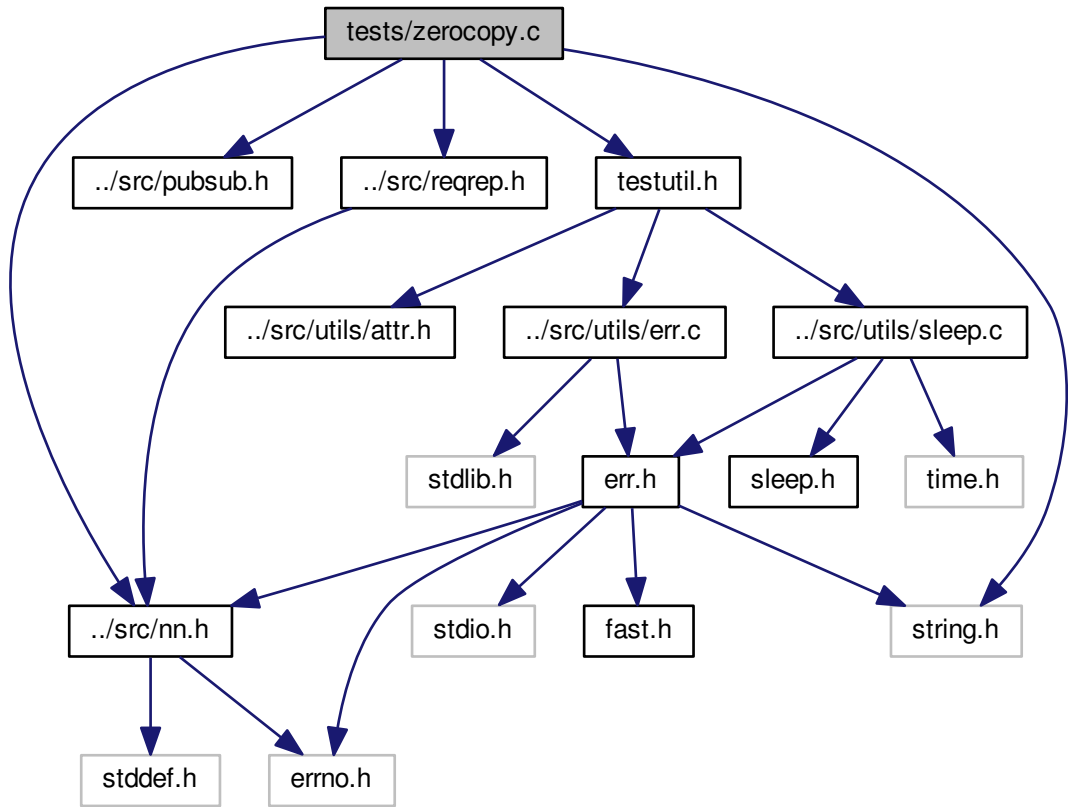 tests/zerocopy.c
../src/pubsub.h
../src/reqrep.h
testutil.h
../src/utils/attr.h
../src/utils/err.c
../src/utils/sleep.c
stdlib.h
err.h
sleep.h
time.h
../src/nn.h
stdio.h
fast.h
string.h
stddef.h
errno.h